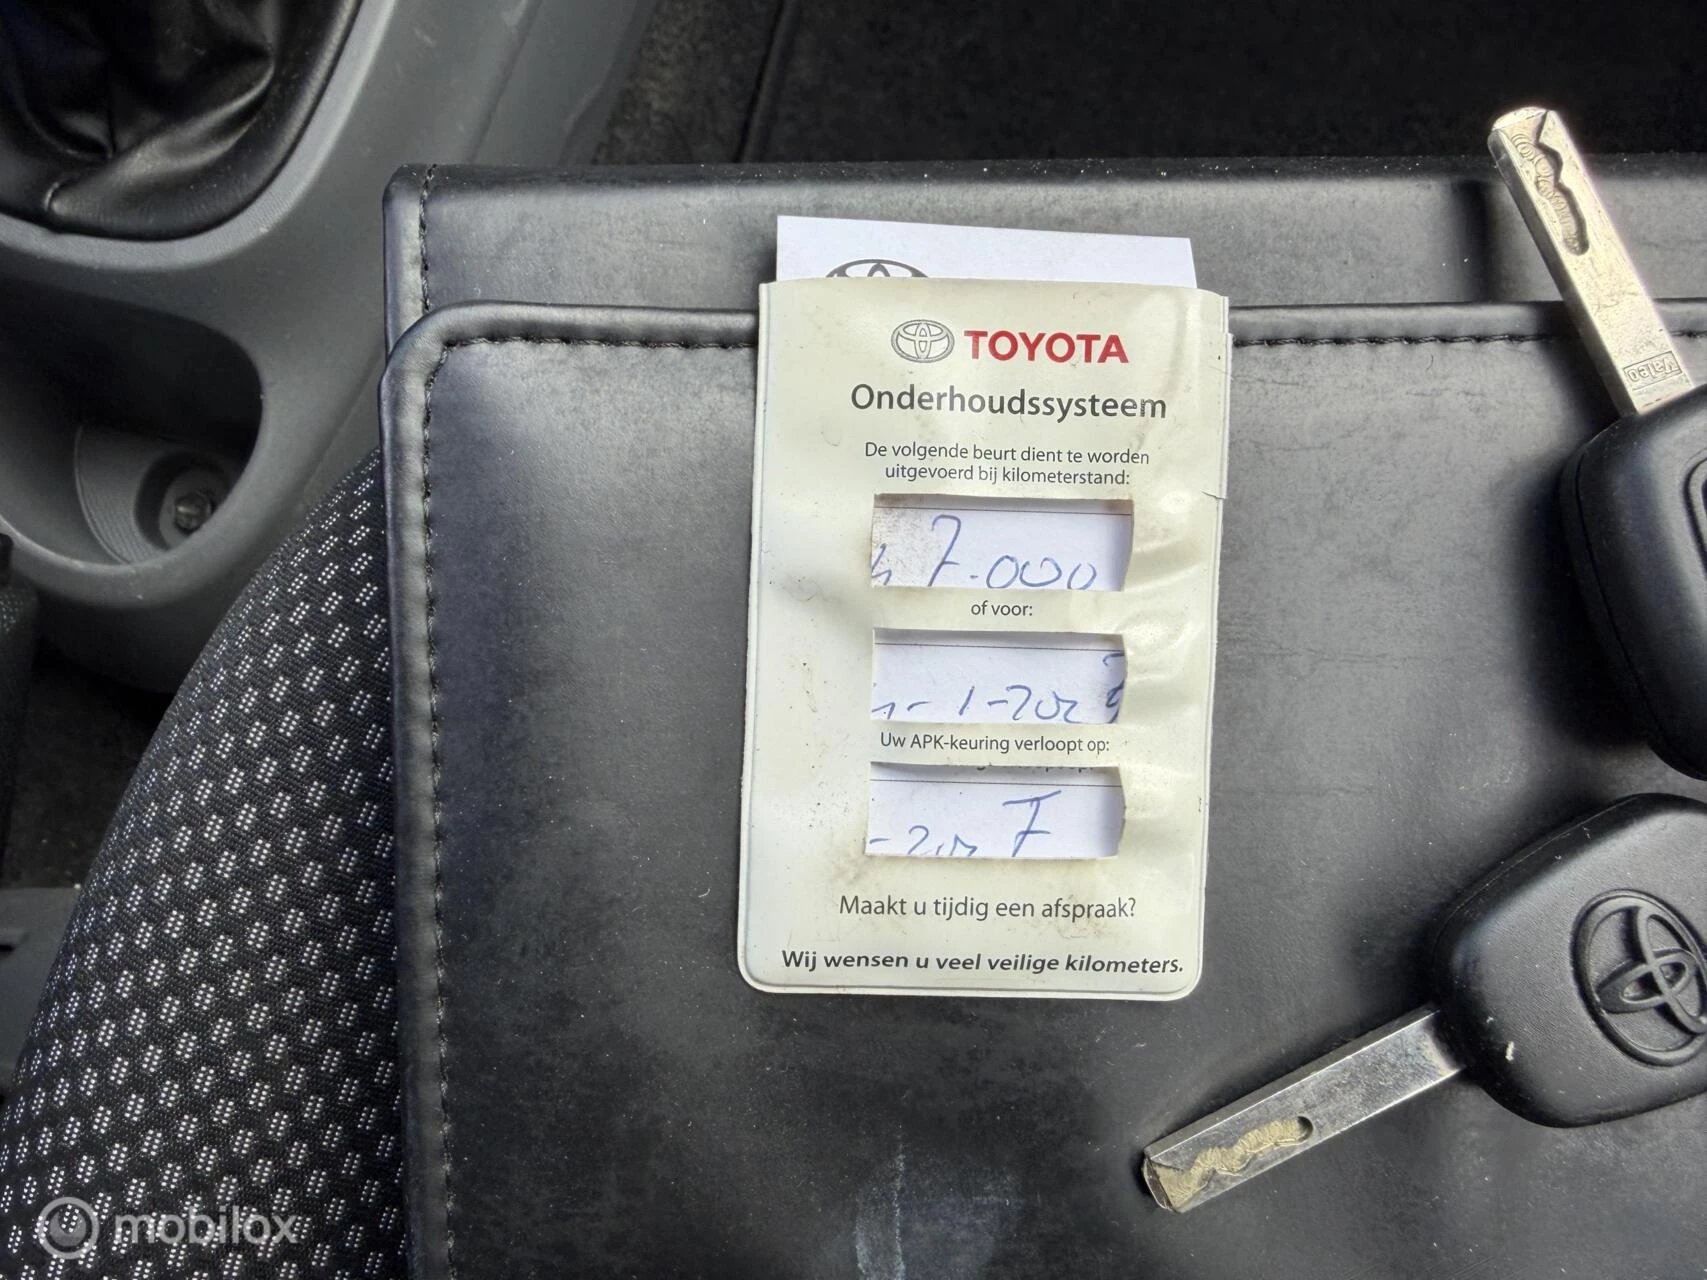 TOYOTA
Onderhoudssysteem
De volgende beurt dient te worden
uitgevoerd bij kilometerstand:
7.000
of voor:
Uw APK-keuring verloopt op:
Maakt u tijdig een afspraak?
Wij wensen u veel veilige kilometers.
Valeo
mobilox